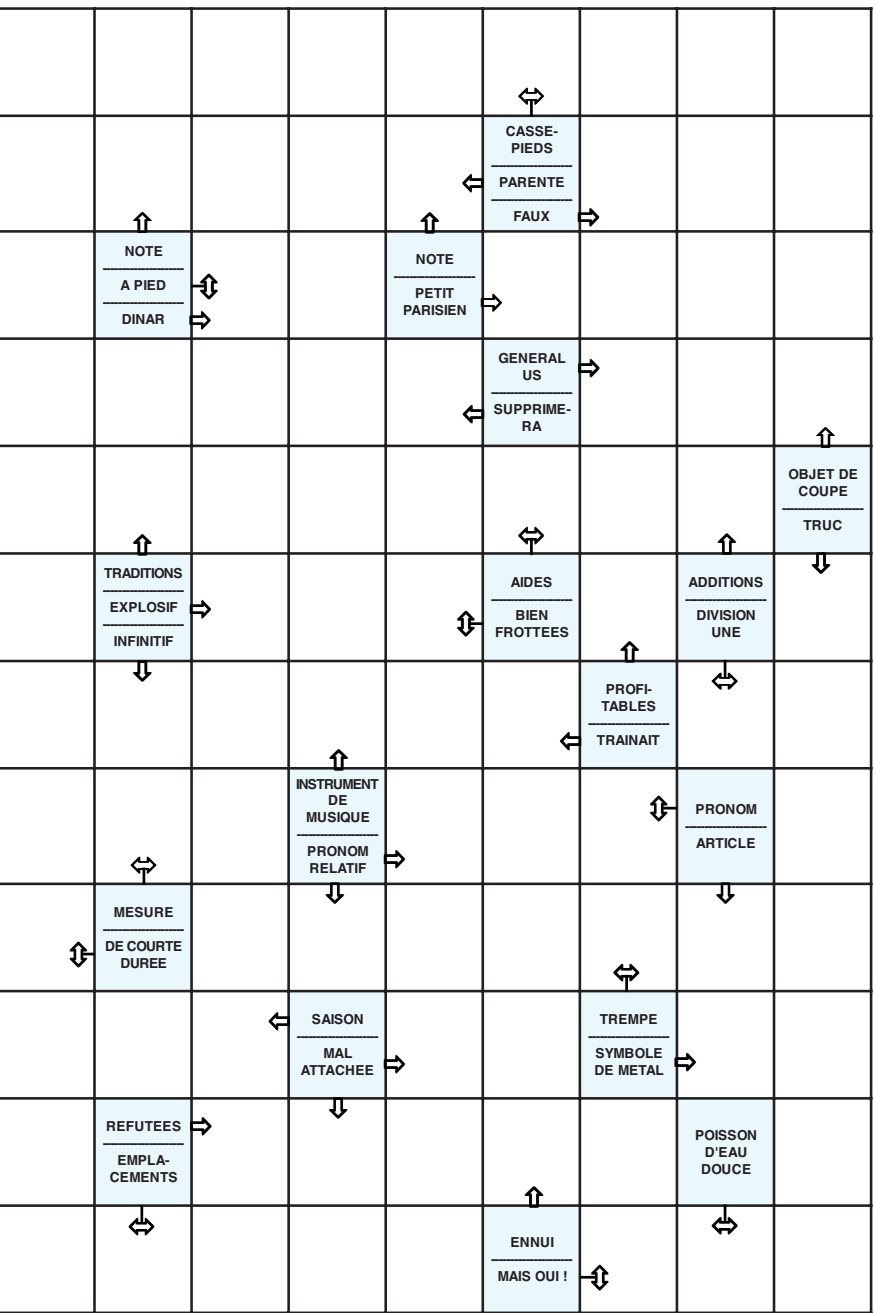 CASSE-
PIEDS
PARENTE
FAUX
NOTE
A PIED
DINAR
NOTE
PETIT
PARISIEN
GENERAL
US
SUPPRIME-
RA
OBJET DE
COUPE
TRUC
TRADITIONS
EXPLOSIF
INFINITIF
AIDES
BIEN
FROTTEES
ADDITIONS
DIVISION
UNE
PROFI-
TABLES
TRAINAIT
INSTRUMENT
DE
MUSIQUE
PRONOM
RELATIF
PRONOM
ARTICLE
MESURE
DE COURTE
DUREE
SAISON
MAL
ATTACHEE
TREMPE
SYMBOLE
DE METAL
REFUTEES
EMPLA-
CEMENTS
POISSON
D'EAU
DOUCE
ENNUI
MAIS OUI !